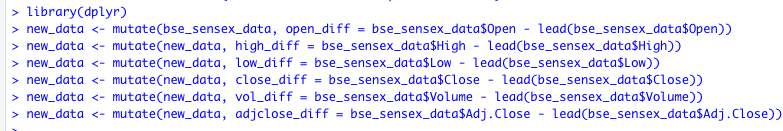 > library(dplyr)
> new_data <- mutate(bse_sensex_data, open_diff = bse_sensex_data$Open - lead(bse_sensex_data$Open))
> new_data <- mutate(new_data, high_diff = bse_sensex_data$High - lead(bse_sensex_data$High))
> new_data <- mutate(new_data, low_diff = bse_sensex_data$Low - lead(bse_sensex_data$Low))
> new_data <- mutate(new_data, close_diff = bse_sensex_data$Close - lead(bse_sensex_data$Close))
> new_data <- mutate(new_data, vol_diff = bse_sensex_data$Volume - lead(bse_sensex_data$Volume))
> new_data <- mutate(new_data, adjclose_diff = bse_sensex_data$Adj.Close - lead(bse_sensex_data$Adj.Close))
>